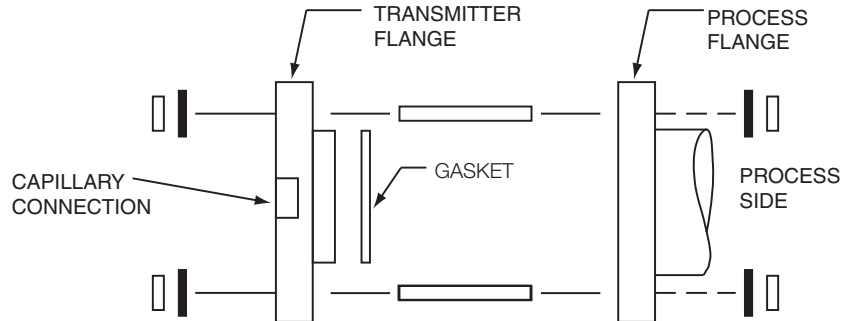 TRANSMITTER
FLANGE
PROCESS
FLANGE
CAPILLARY
CONNECTION
GASKET
PROCESS
SIDE